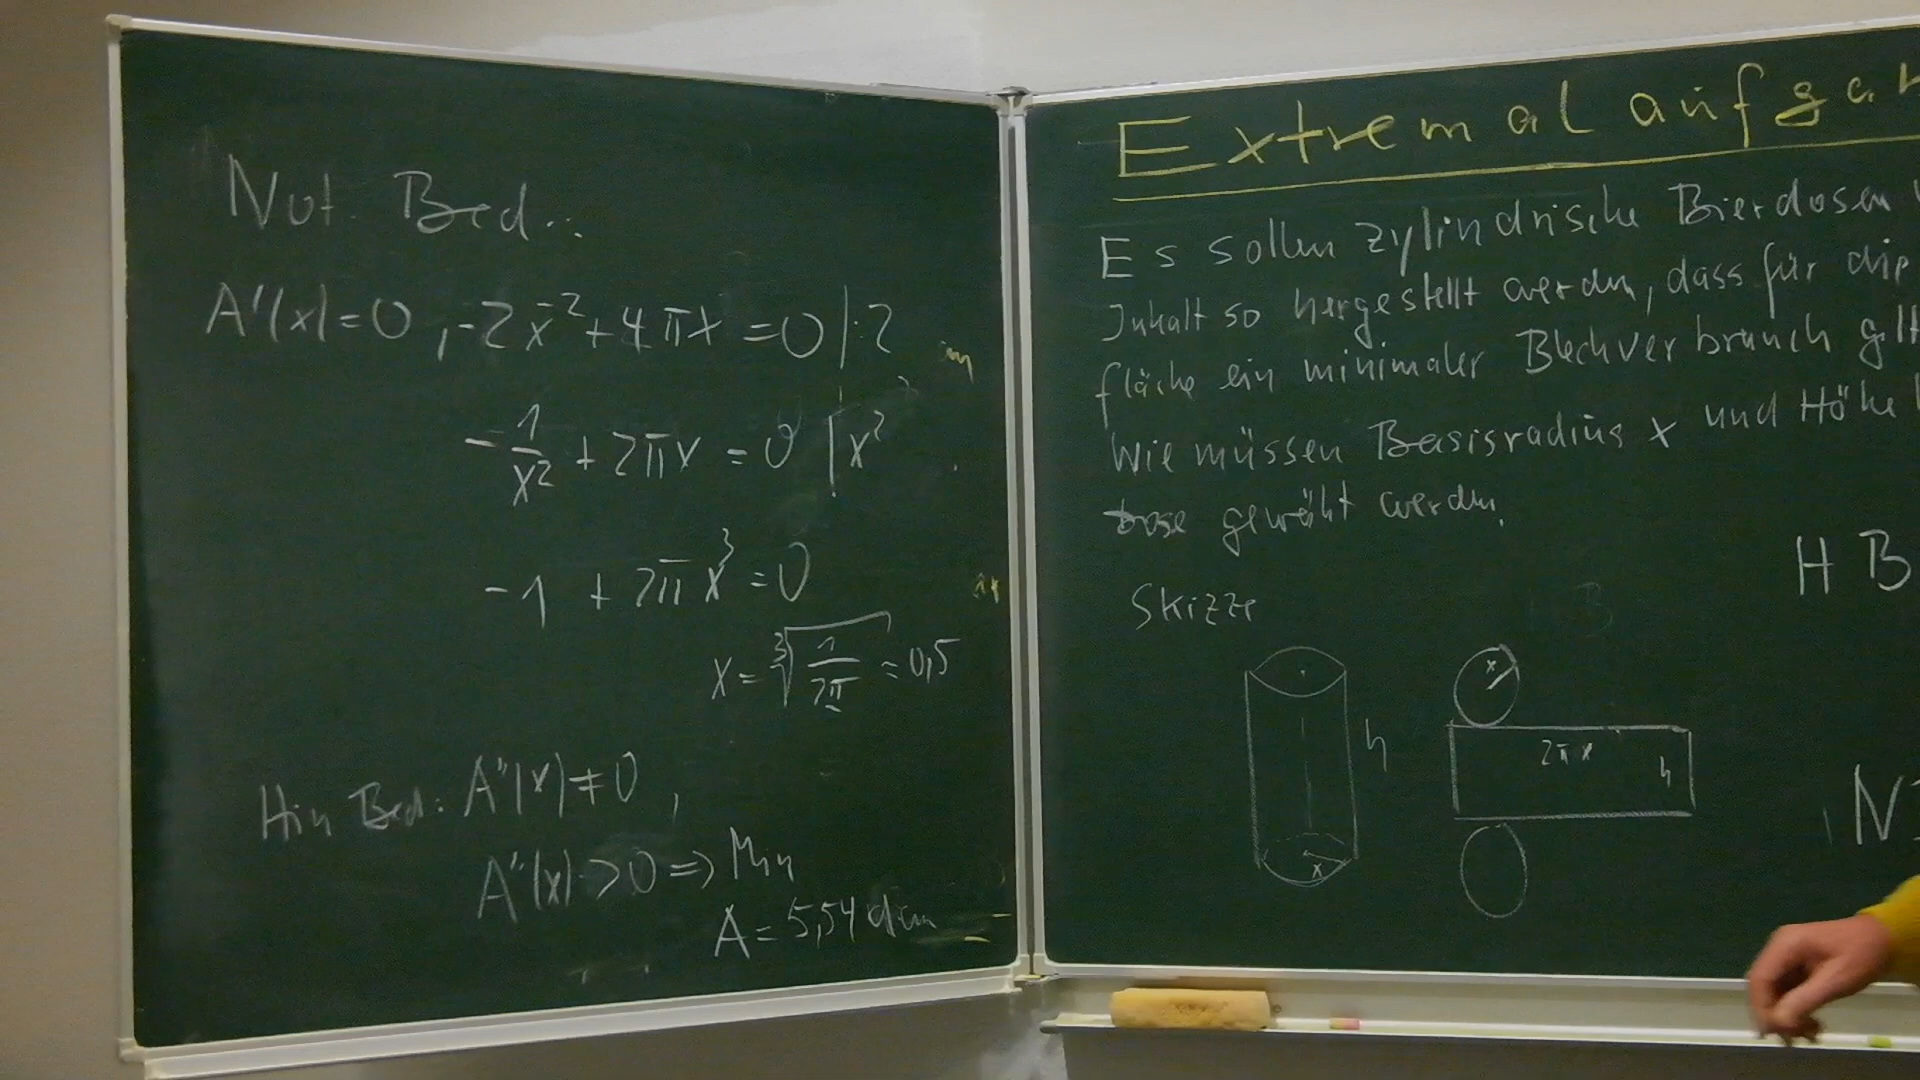 Not. Bed.:
A'(x)=0, -2x^-2 + 4πx = 0 |:2
-1/x² + 2πx = 0 | x²
-1 + 2πx³ = 0
x = ³√(1/2π) ≈ 0,5
Hin Bed.: A''(x) ≠ 0,
A''(x) > 0 => Min
A = 5,54
Extremalaufga
Es sollen zylindrische Bierdosen
Inhalt so hergestellt werden, dass für die
fläche ein minimaler Blechverbrauch gilt
Wie müssen Basisradius x und Höhe h
Dose gewählt werden.
HB
Skizze
h
x
x
2πx
h
N